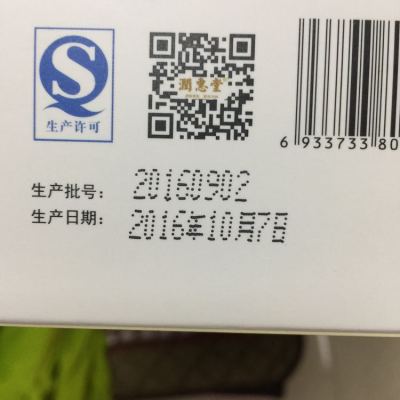 生产许可
潤惠堂
6 933733 80
生产批号: 20160902
生产日期: 2016年10月7日